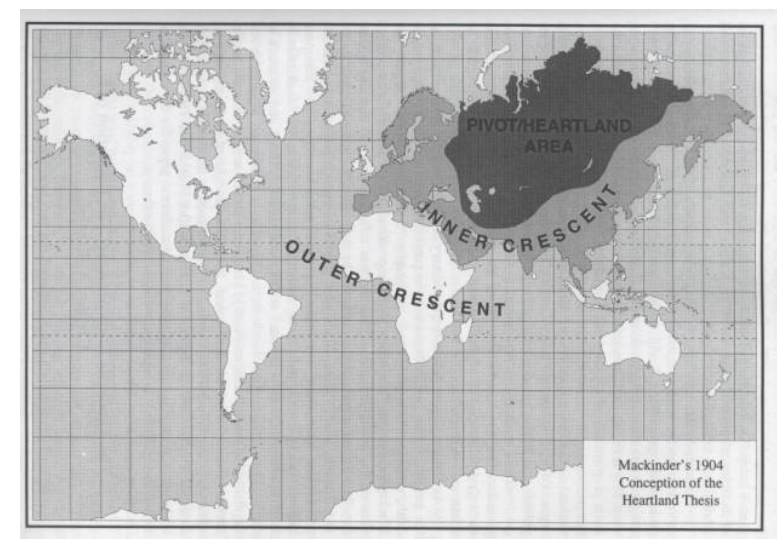 PIVOT/HEARTLAND
AREA
INNER CRESCENT
OUTER CRESCENT
Mackinder's 1904
Conception of the
Heartland Thesis